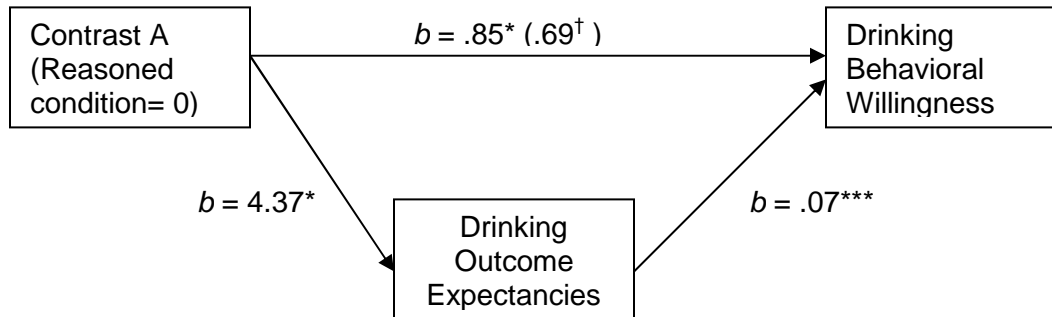 Contrast A
(Reasoned
condition= 0)
b = .85* (.69† )
Drinking
Behavioral
Willingness
b = 4.37*
b = .07***
Drinking
Outcome
Expectancies